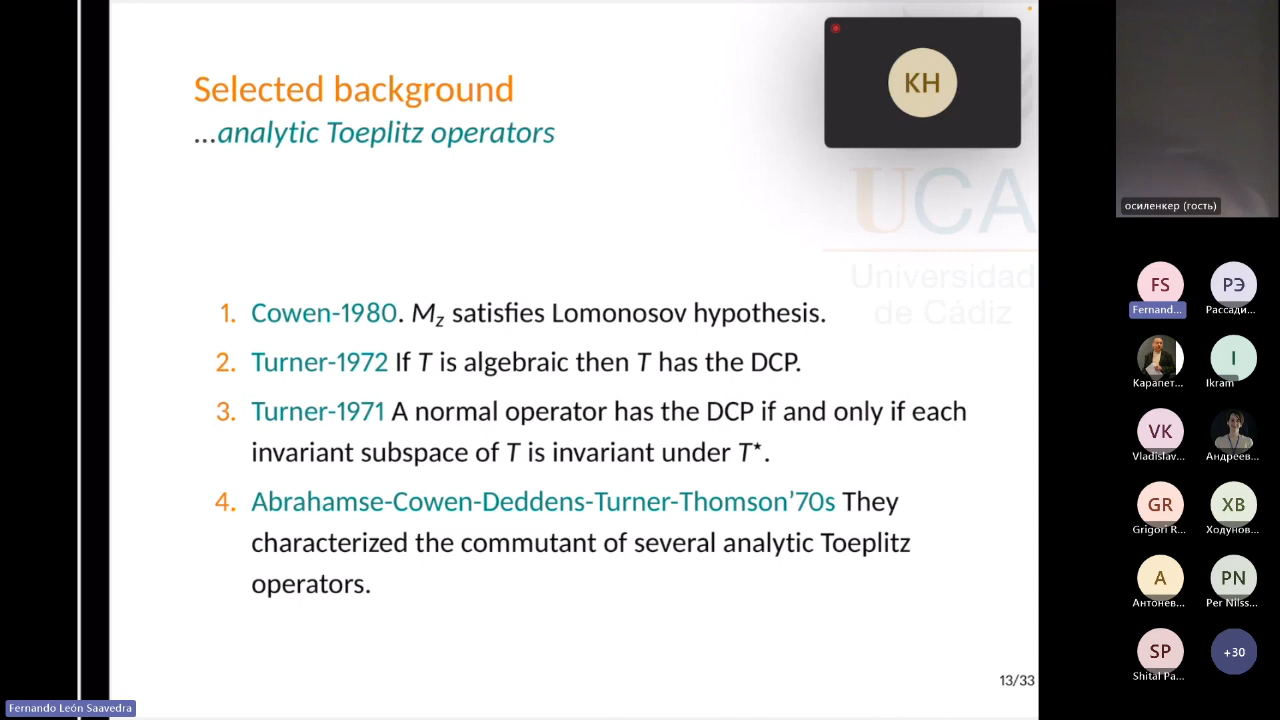 Selected background
...analytic Toeplitz operators
KH
UCA
Universidad
de Cádiz
1. Cowen-1980. M_z satisfies Lomonosov hypothesis.
2. Turner-1972 If T is algebraic then T has the DCP.
3. Turner-1971 A normal operator has the DCP if and only if each
invariant subspace of T is invariant under T*.
4. Abrahamse-Cowen-Deddens-Turner-Thomson’70s They
characterized the commutant of several analytic Toeplitz
operators.
13/33
Fernando León Saavedra
осиленкер (гость)
FS
Fernand...
РЭ
Рассади...
Карапет...
I
Ikram
VK
Vladislav...
Андреев...
GR
Grigori R...
ХВ
Ходунов...
А
Антонев...
PN
Per Nilss...
SP
Shital Pa...
+30